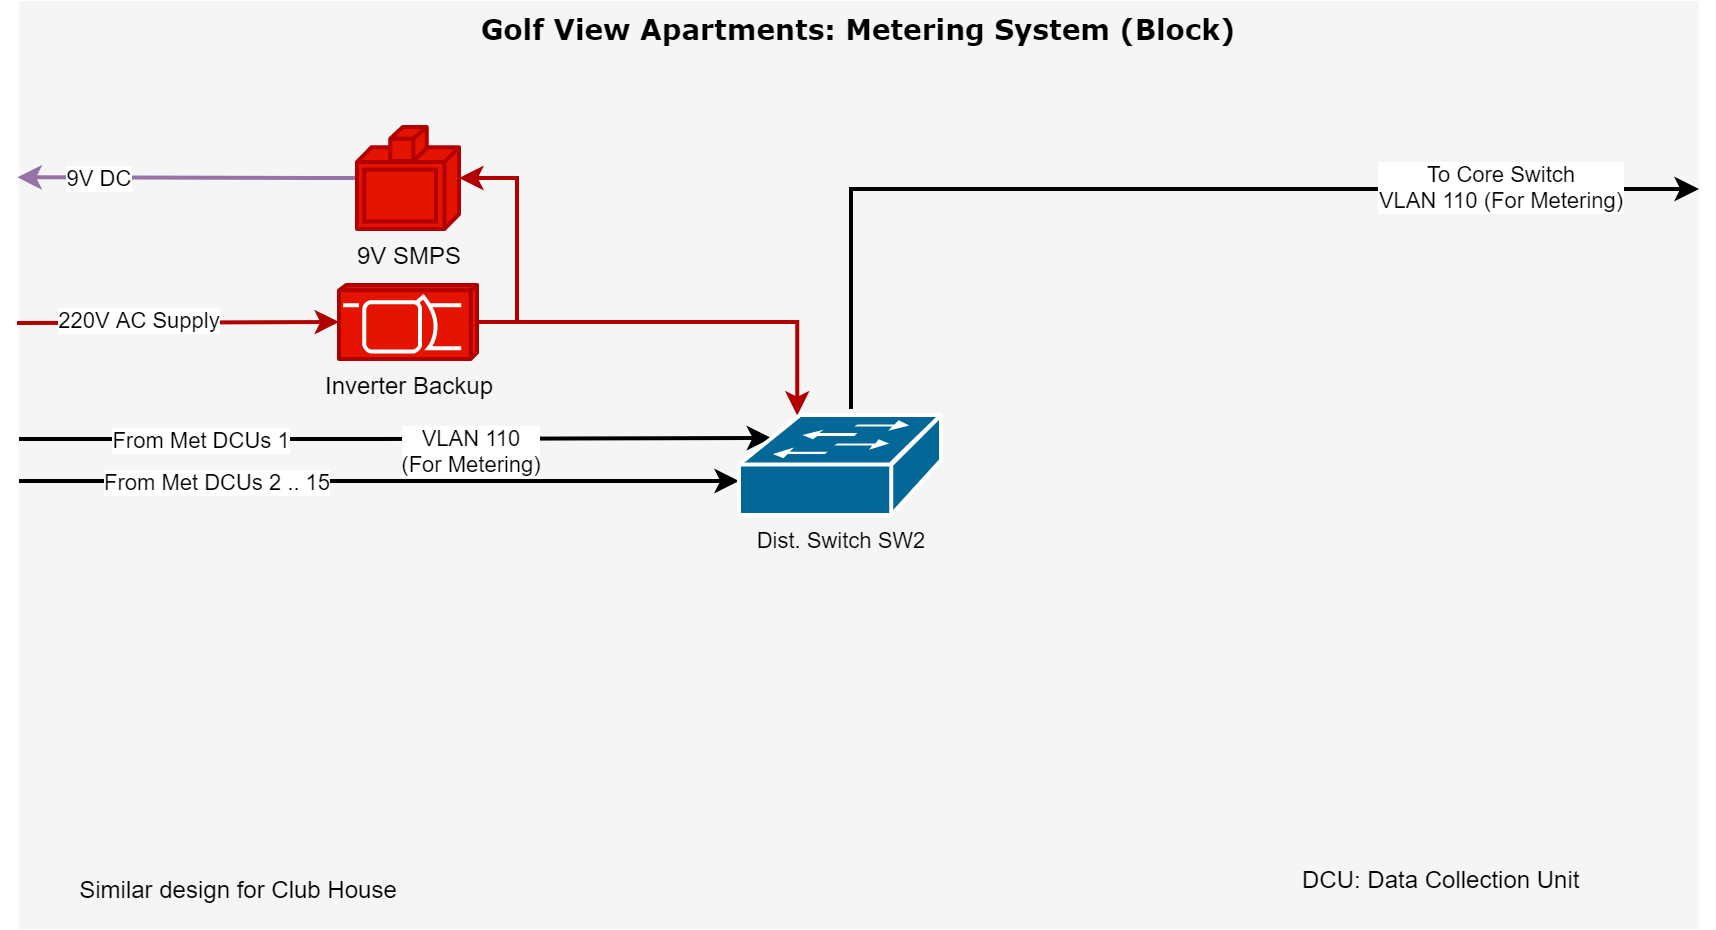 Golf View Apartments: Metering System (Block)
9V DC
To Core Switch
VLAN 110 (For Metering)
9V SMPS
220V AC Supply
Inverter Backup
From Met DCUs 1
VLAN 110
(For Metering)
From Met DCUs 2 .. 15
Dist. Switch SW2
Similar design for Club House
DCU: Data Collection Unit